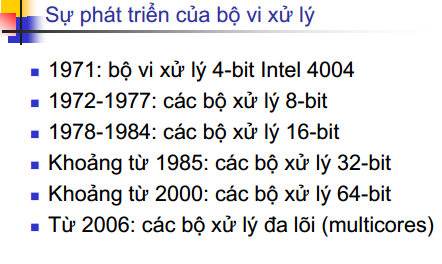 Sự phát triển của bộ vi xử lý
1971: bộ vi xử lý 4-bit Intel 4004
1972-1977: các bộ xử lý 8-bit
1978-1984: các bộ xử lý 16-bit
Khoảng từ 1985: các bộ xử lý 32-bit
Khoảng từ 2000: các bộ xử lý 64-bit
Từ 2006: các bộ xử lý đa lõi (multicores)